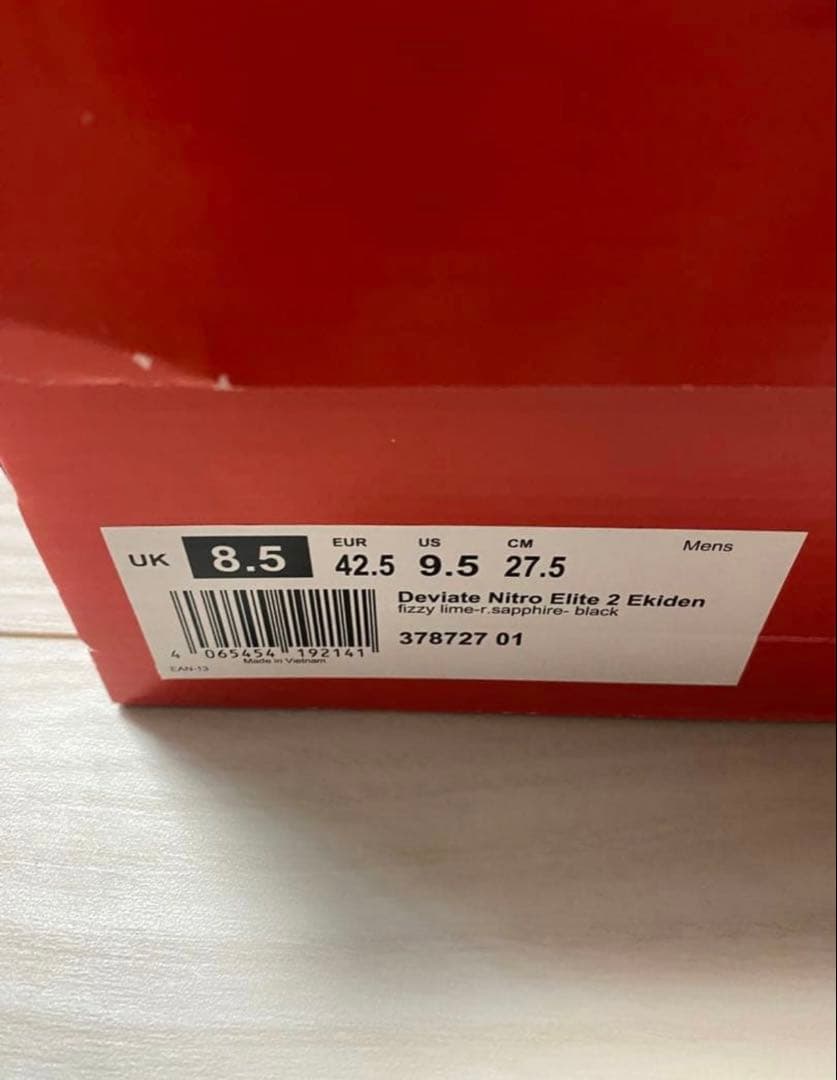 UK 8.5 EUR 42.5 US 9.5 CM 27.5 Mens
Deviate Nitro Elite 2 Ekiden
fizzy lime-r.sapphire- black
378727 01
4 065454 192141
Made in Vietnam
EAN-13